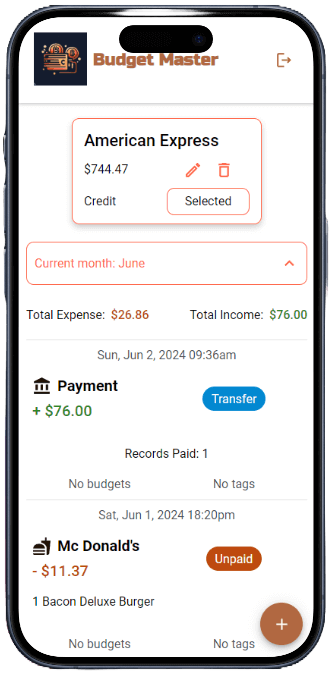 Budget Master
American Express
$744.47
Credit Selected
Current month: June
Total Expense: $26.86 Total Income: $76.00
Sun, Jun 2, 2024 09:36am
Payment
+ $76.00 Transfer
Records Paid: 1
No budgets No tags
Sat, Jun 1, 2024 18:20pm
Mc Donald's
- $11.37 Unpaid
1 Bacon Deluxe Burger
No budgets No tags